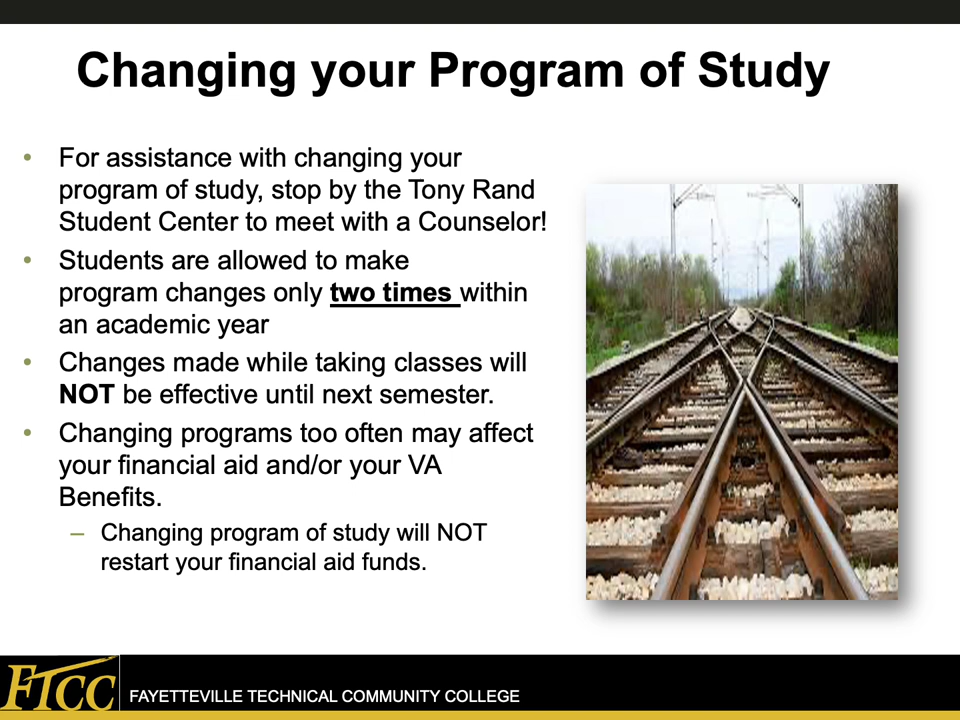 Changing your Program of Study
• For assistance with changing your
program of study, stop by the Tony Rand
Student Center to meet with a Counselor!
• Students are allowed to make
program changes only two times within
an academic year
• Changes made while taking classes will
NOT be effective until next semester.
• Changing programs too often may affect
your financial aid and/or your VA
Benefits.
– Changing program of study will NOT
restart your financial aid funds.
FTCC
FAYETTEVILLE TECHNICAL COMMUNITY COLLEGE